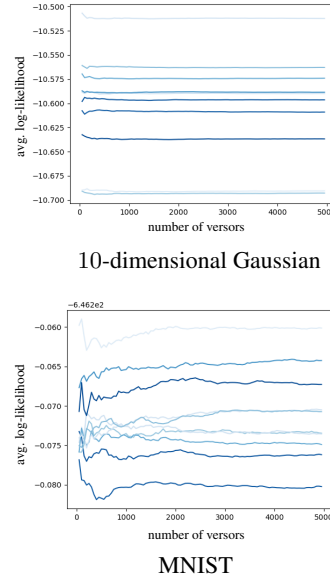 −10.500
−10.525
−10.550
−10.575
−10.600
−10.625
−10.650
−10.675
−10.700
avg. log-likelihood
0 1000 2000 3000 4000 5000
number of versors
10-dimensional Gaussian
−6.462e2
−0.060
−0.065
−0.070
−0.075
−0.080
avg. log-likelihood
0 1000 2000 3000 4000 5000
number of versors
MNIST